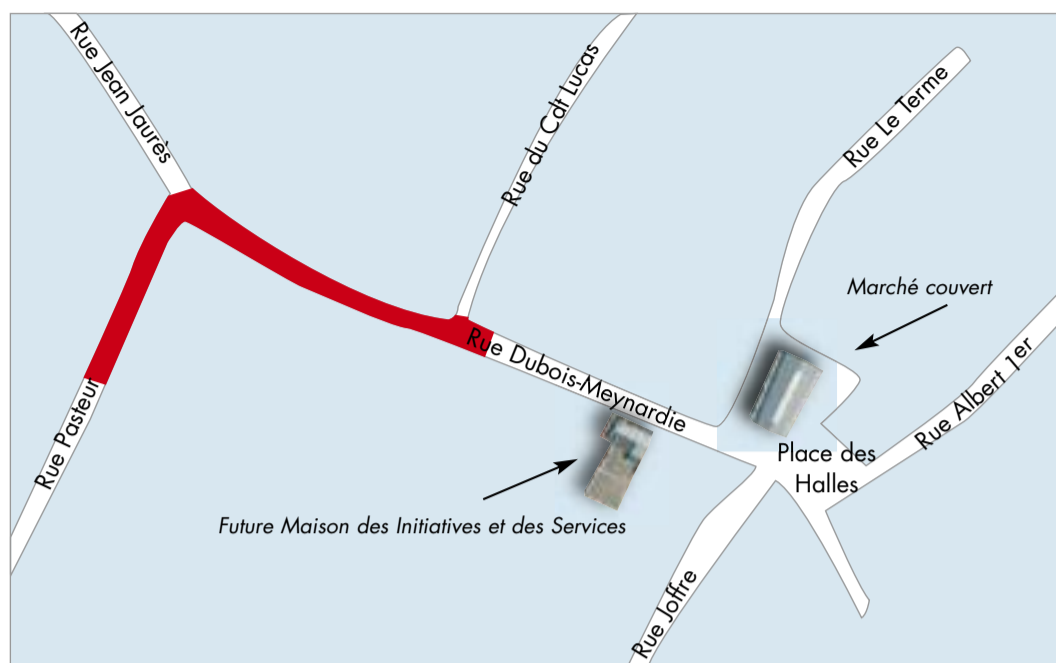 Rue Jean Jaurès
Rue du Cdt Lucas
Rue Le Terme
Marché couvert
Rue Dubois-Meynardie
Rue Albert 1er
Rue Pasteur
Place des
Halles
Future Maison des Initiatives et des Services
Rue Joffre